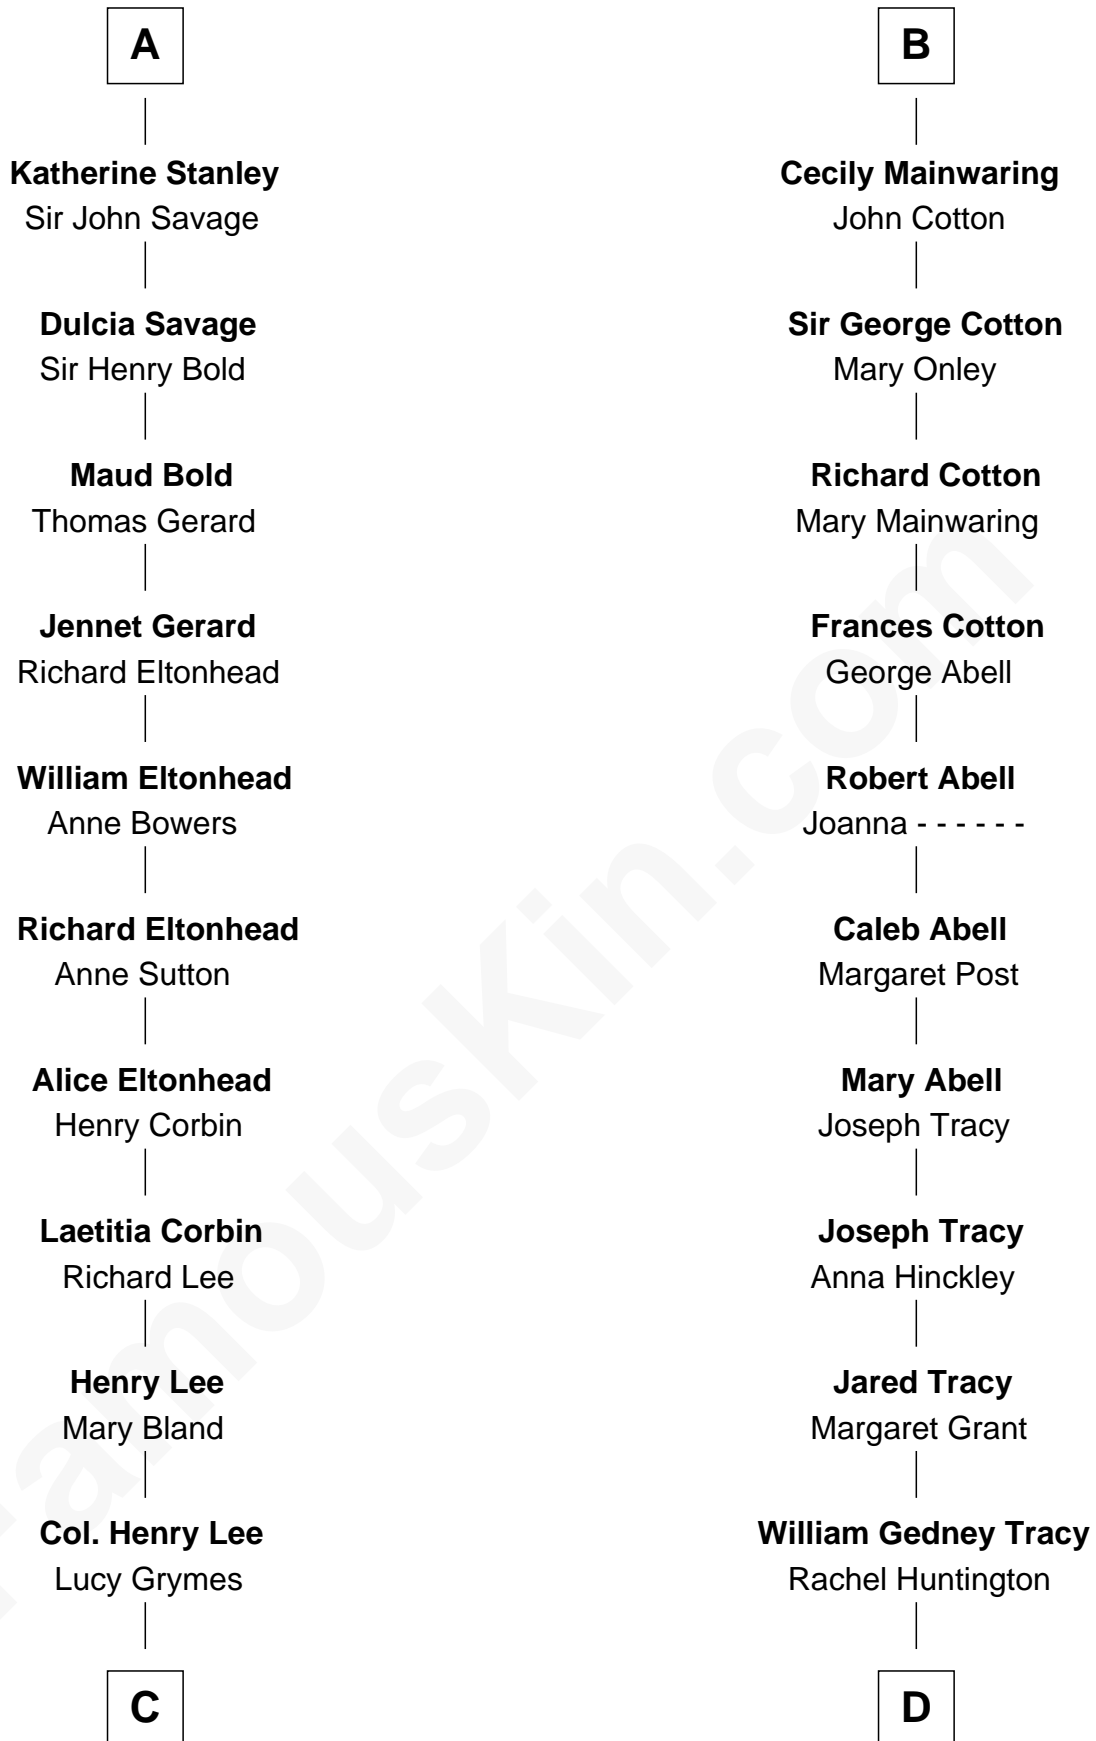 A
Katherine Stanley
Sir John Savage
Dulcia Savage
Sir Henry Bold
Maud Bold
Thomas Gerard
Jennet Gerard
Richard Eltonhead
William Eltonhead
Anne Bowers
Richard Eltonhead
Anne Sutton
Alice Eltonhead
Henry Corbin
Laetitia Corbin
Richard Lee
Henry Lee
Mary Bland
Col. Henry Lee
Lucy Grymes
C
B
Cecily Mainwaring
John Cotton
Sir George Cotton
Mary Onley
Richard Cotton
Mary Mainwaring
Frances Cotton
George Abell
Robert Abell
Joanna - - - - - -
Caleb Abell
Margaret Post
Mary Abell
Joseph Tracy
Joseph Tracy
Anna Hinckley
Jared Tracy
Margaret Grant
William Gedney Tracy
Rachel Huntington
D
FamousKin.com